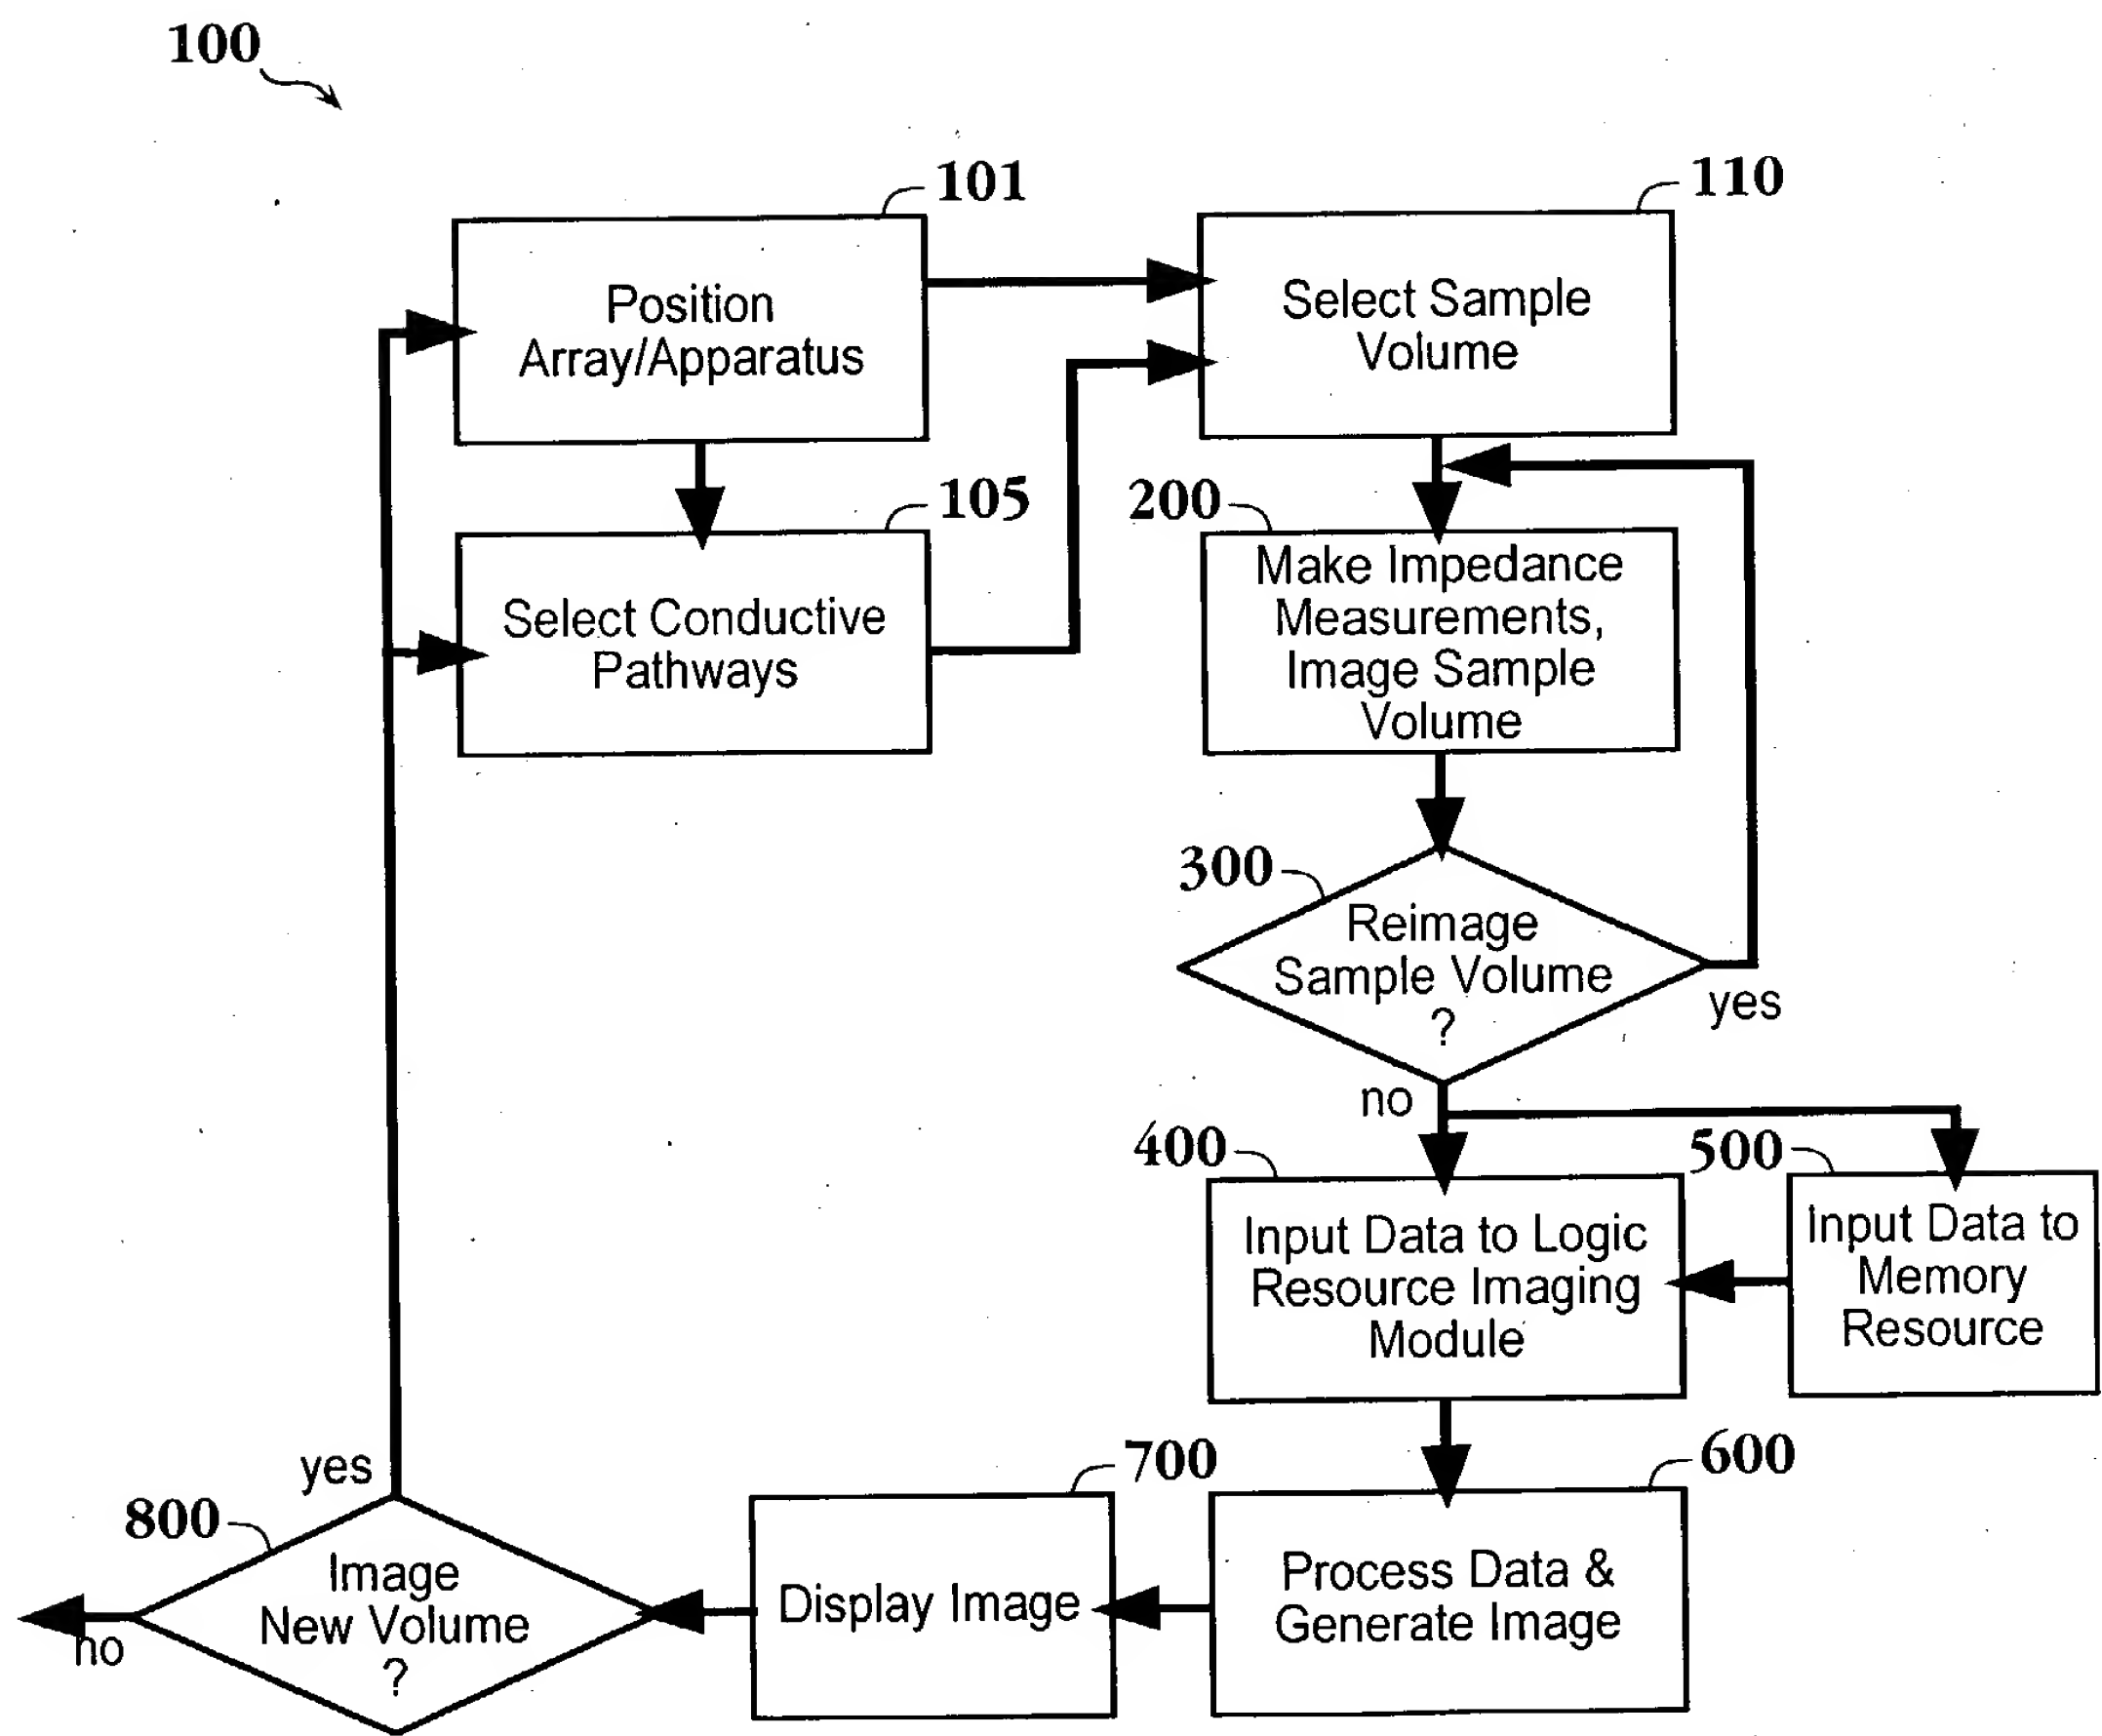 100
101
Position
Array/Apparatus
110
Select Sample
Volume
105
Select Conductive
Pathways
200
Make Impedance
Measurements,
Image Sample
Volume
300
Reimage
Sample Volume
?
yes
no
400
Input Data to Logic
Resource Imaging
Module
500
Input Data to
Memory
Resource
600
Process Data &
Generate Image
700
Display Image
800
Image
New Volume
?
yes
no